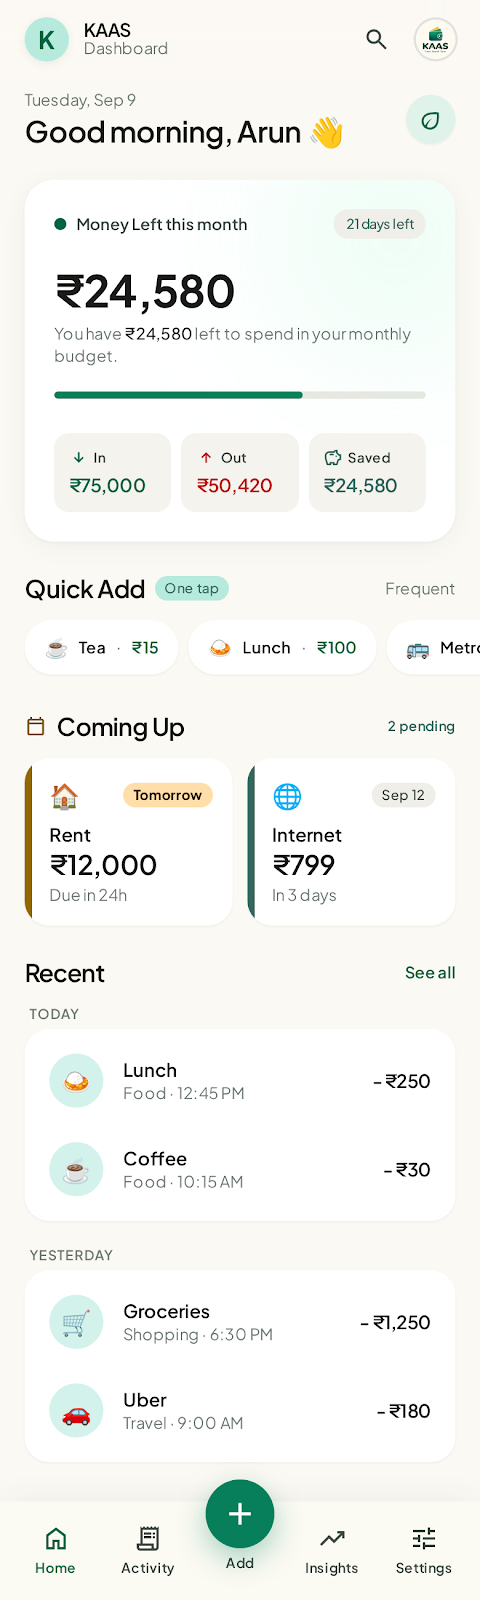 K
KAAS
Dashboard
KAAS
Tuesday, Sep 9
Good morning, Arun 👋
Money Left this month
21 days left
₹24,580
You have ₹24,580 left to spend in your monthly
budget.
In
Out
Saved
₹75,000
₹50,420
₹24,580
Quick Add
One tap
Frequent
Tea · ₹15
Lunch · ₹100
Metro
Coming Up
2 pending
Tomorrow
Rent
₹12,000
Due in 24h
Sep 12
Internet
₹799
In 3 days
Recent
See all
TODAY
Lunch
Food · 12:45 PM
- ₹250
Coffee
Food · 10:15 AM
- ₹30
YESTERDAY
Groceries
Shopping · 6:30 PM
- ₹1,250
Uber
Travel · 9:00 AM
- ₹180
Home
Activity
Add
Insights
Settings